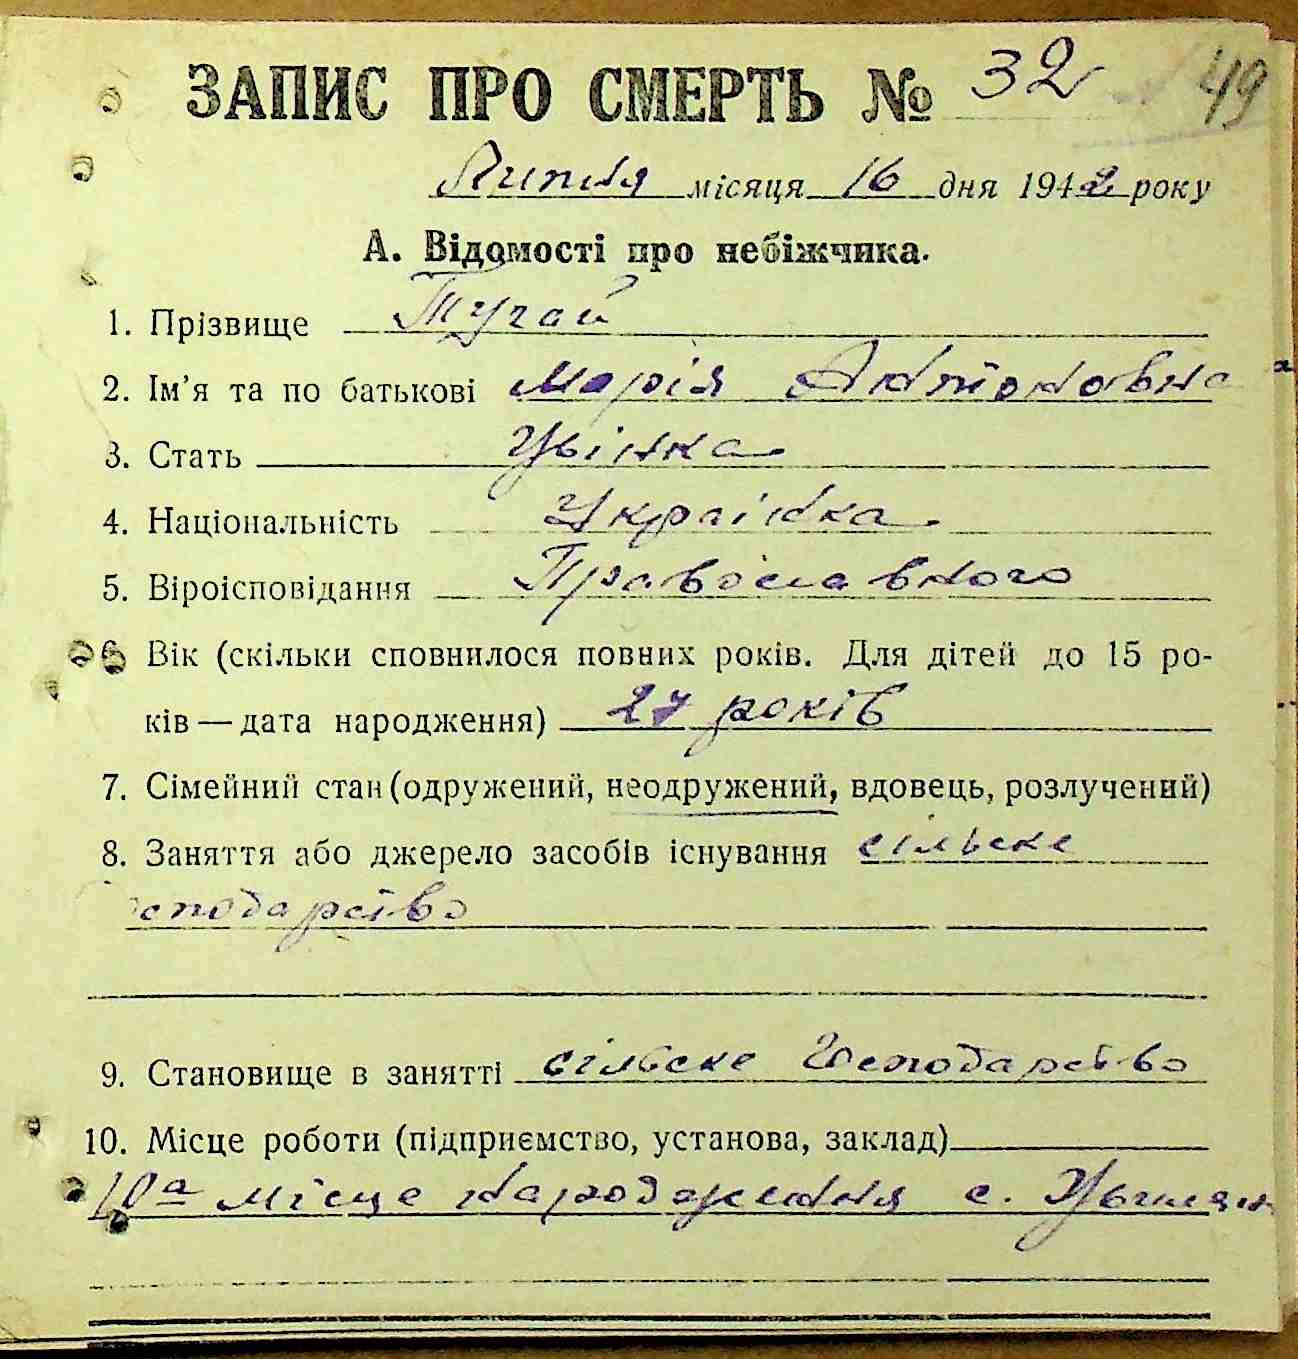 ЗАПИС ПРО СМЕРТЬ № 32 49
Липня місяця 16 дня 1942 року
А. Відомості про небіжчика.
1. Прізвище Тугай
2. Ім'я та по батькові Марія Антоновна
3. Стать Жінка
4. Національність Українка
5. Віроісповідання Православного
6. Вік (скільки сповнилося повних років. Для дітей до 15 ро-
ків — дата народження) 27 років
7. Сімейний стан (одружений, неодружений, вдовець, розлучений)
8. Заняття або джерело засобів існування сільске
господарство
9. Становище в занятті сільске господарство
10. Місце роботи (підприємство, установа, заклад)
10а місце народження с.